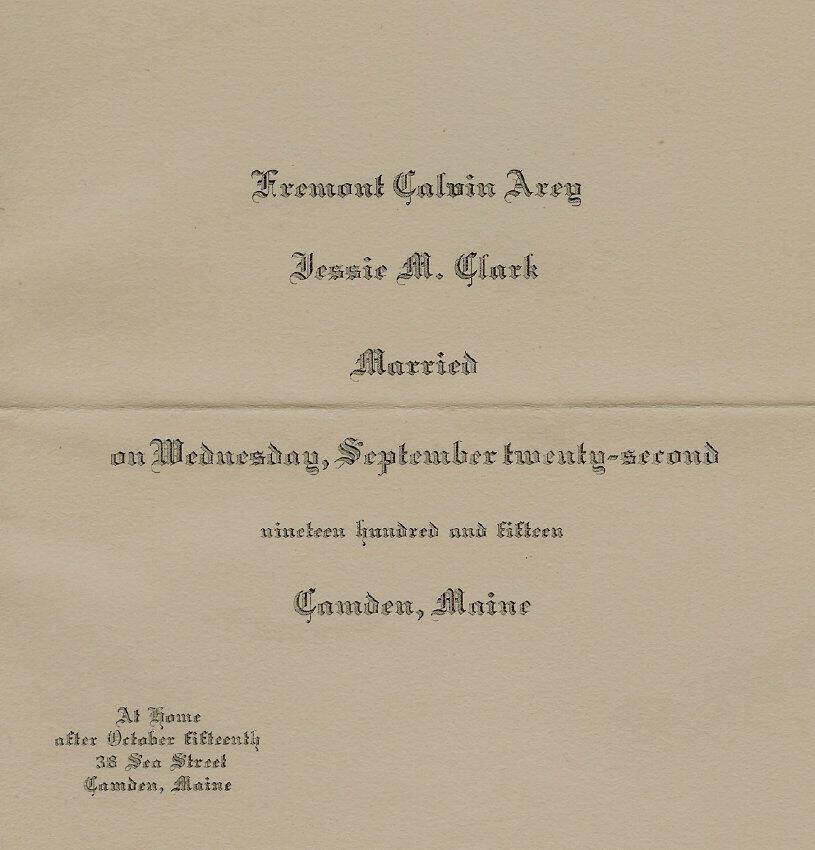 Fremont Calvin Arey
Jessie M. Clark
Married
on Wednesday, September twenty-second
nineteen hundred and fifteen
Camden, Maine
At Home
after October fifteenth
38 Sea Street
Camden, Maine